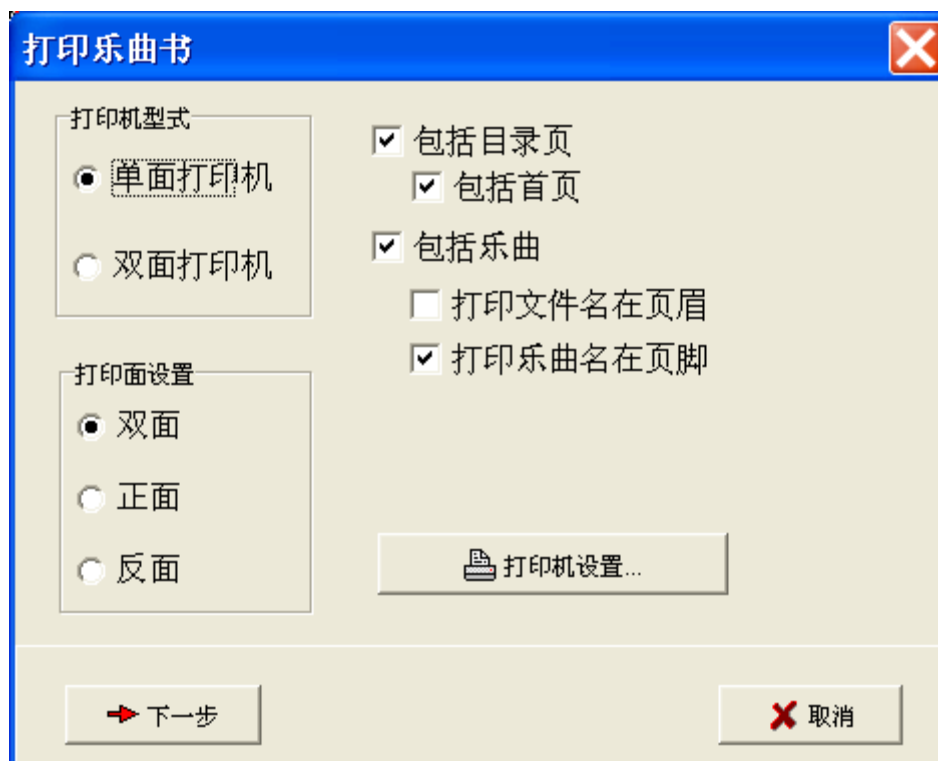 打印乐曲书
打印机型式
单面打印机
双面打印机
打印面设置
双面
正面
反面
包括目录页
包括首页
包括乐曲
打印文件名在页眉
打印乐曲名在页脚
打印机设置...
下一步
取消